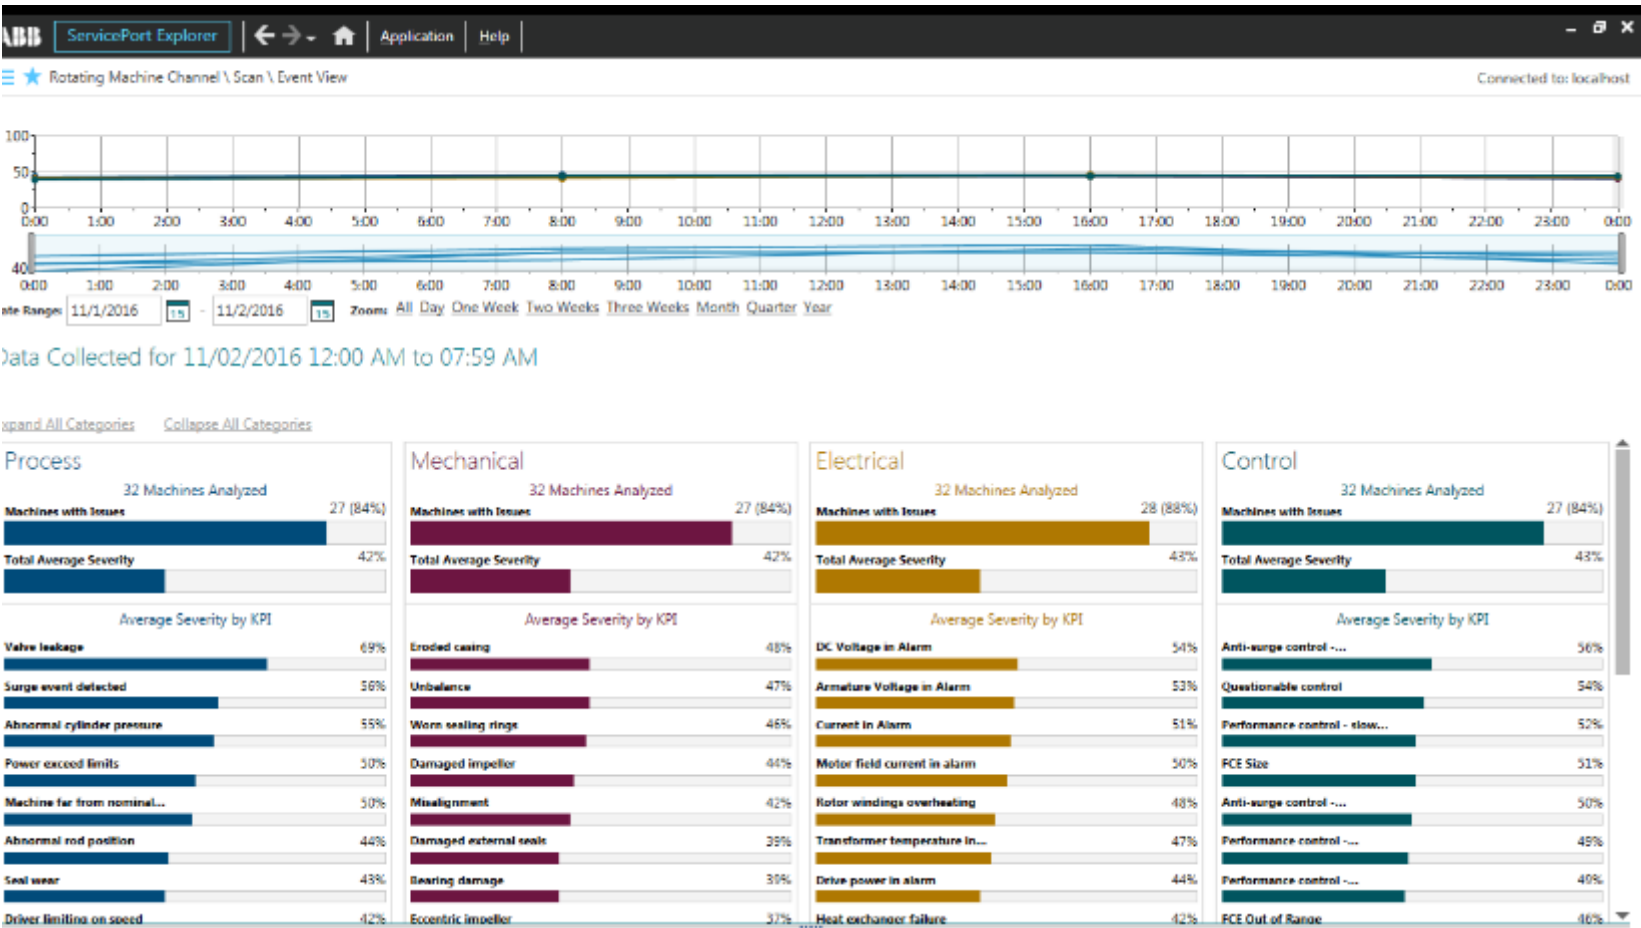 ABB ServicePort Explorer Application Help
Rotating Machine Channel \ Scan \ Event View Connected to: localhost
100
50
0
0:00 1:00 2:00 3:00 4:00 5:00 6:00 7:00 8:00 9:00 10:00 11:00 12:00 13:00 14:00 15:00 16:00 17:00 18:00 19:00 20:00 21:00 22:00 23:00 0:00
40
0:00 1:00 2:00 3:00 4:00 5:00 6:00 7:00 8:00 9:00 10:00 11:00 12:00 13:00 14:00 15:00 16:00 17:00 18:00 19:00 20:00 21:00 22:00 23:00 0:00
ate Range: 11/1/2016 15 - 11/2/2016 15 Zoom: All Day One Week Two Weeks Three Weeks Month Quarter Year
Data Collected for 11/02/2016 12:00 AM to 07:59 AM
xpand All Categories Collapse All Categories
Process
32 Machines Analyzed
Machines with Issues 27 (84%)
Total Average Severity 42%
Average Severity by KPI
Valve leakage 69%
Surge event detected 56%
Abnormal cylinder pressure 55%
Power exceed limits 50%
Machine far from nominal... 50%
Abnormal rod position 44%
Seal wear 43%
Driver limiting on speed 42%
Mechanical
32 Machines Analyzed
Machines with Issues 27 (84%)
Total Average Severity 42%
Average Severity by KPI
Eroded casing 48%
Unbalance 47%
Worn sealing rings 46%
Damaged impeller 44%
Misalignment 42%
Damaged external seals 39%
Bearing damage 39%
Eccentric impeller 37%
Electrical
32 Machines Analyzed
Machines with Issues 28 (88%)
Total Average Severity 43%
Average Severity by KPI
DC Voltage in Alarm 54%
Armature Voltage in Alarm 53%
Current in Alarm 51%
Motor field current in alarm 50%
Rotor windings overheating 48%
Transformer temperature in... 47%
Drive power in alarm 44%
Heat exchanger failure 42%
Control
32 Machines Analyzed
Machines with Issues 27 (84%)
Total Average Severity 43%
Average Severity by KPI
Anti-surge control -... 56%
Questionable control 54%
Performance control - slow... 52%
FCE Size 51%
Anti-surge control -... 50%
Performance control -... 49%
Performance control -... 49%
FCE Out of Range 46%